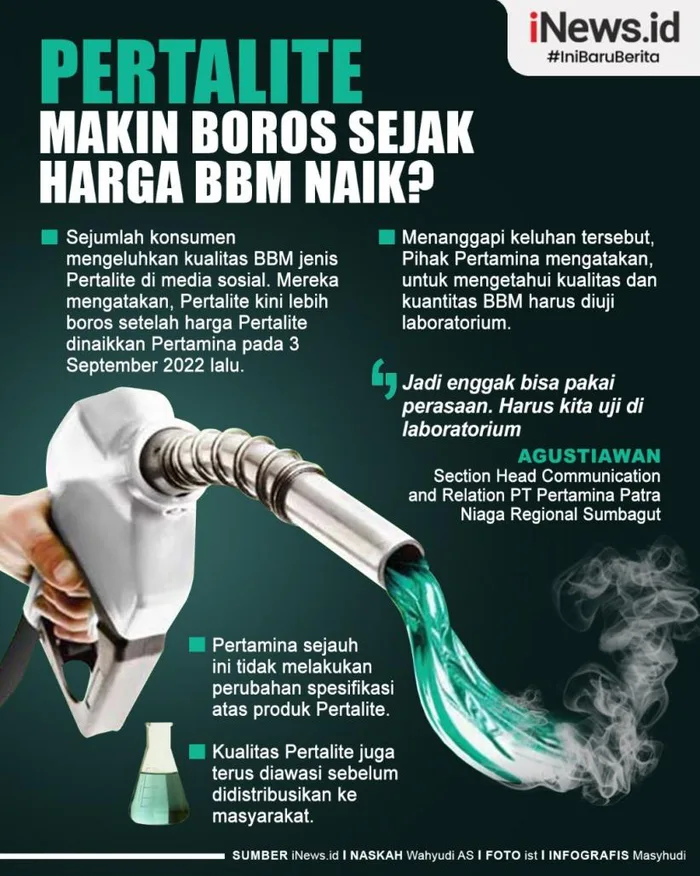 iNews.id
#IniBaruBerita
PERTALITE
MAKIN BOROS SEJAK
HARGA BBM NAIK?
Sejumlah konsumen
mengeluhkan kualitas BBM jenis
Pertalite di media sosial. Mereka
mengatakan, Pertalite kini lebih
boros setelah harga Pertalite
dinaikkan Pertamina pada 3
September 2022 lalu.
Menanggapi keluhan tersebut,
Pihak Pertamina mengatakan,
untuk mengetahui kualitas dan
kuantitas BBM harus diuji
laboratorium.
Jadi enggak bisa pakai
perasaan. Harus kita uji di
laboratorium
AGUSTIAWAN
Section Head Communication
and Relation PT Pertamina Patra
Niaga Regional Sumbagut
Pertamina sejauh
ini tidak melakukan
perubahan spesifikasi
atas produk Pertalite.
Kualitas Pertalite juga
terus diawasi sebelum
didistribusikan ke
masyarakat.
SUMBER iNews.id I NASKAH Wahyudi AS I FOTO ist I INFOGRAFIS Masyhudi